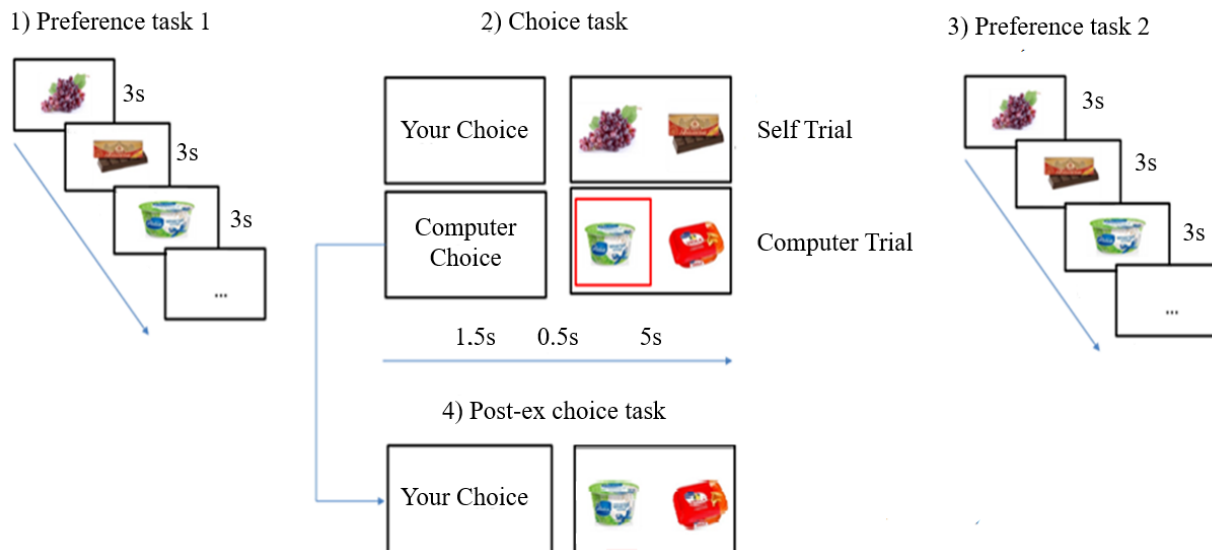 1) Preference task 1
3s
3s
3s
...
2) Choice task
Your Choice
Self Trial
Computer
Choice
Computer Trial
1.5s 0.5s 5s
3) Preference task 2
3s
3s
3s
...
4) Post-ex choice task
Your Choice